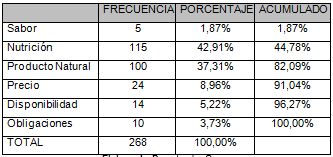 FRECUENCIA PORCENTAJE ACUMULADO
Sabor 5 1,87% 1,87%
Nutrición 115 42,91% 44,78%
Producto Natural 100 37,31% 82,09%
Precio 24 8,96% 91,04%
Disponibilidad 14 5,22% 96,27%
Obligaciones 10 3,73% 100,00%
TOTAL 268 100,00%